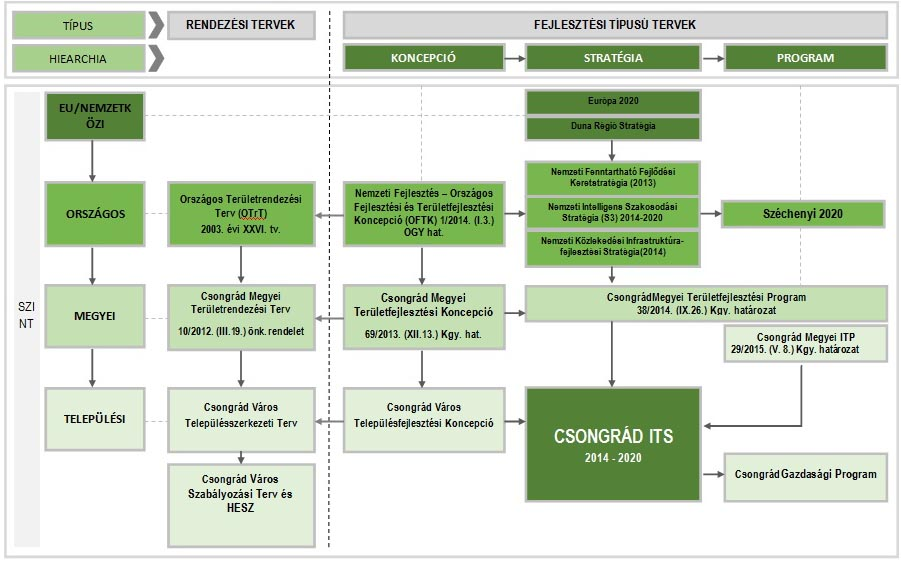 TÍPUS
RENDEZÉSI TERVEK
FEJLESZTÉSI TÍPUSÚ TERVEK
HIEARCHIA
KONCEPCIÓ
STRATÉGIA
PROGRAM
SZI
NT
EU/NEMZETK
ÖZI
Európa 2020
Duna Régió Stratégia
ORSZÁGOS
Országos Területrendezési
Terv (OTrT)
2003. évi XXVI. tv.
Nemzeti Fejlesztés – Országos
Fejlesztési és Területfejlesztési
Koncepció (OFTK) 1/2014. (I.3.)
OGY hat.
Nemzeti Fenntartható Fejlődési
Keretstratégia (2013)
Nemzeti Intelligens Szakosodási
Stratégia (S3) 2014-2020
Nemzeti Közlekedési Infrastruktúra-
fejlesztési Stratégia(2014)
Széchenyi 2020
MEGYEI
Csongrád Megyei
Területrendezési Terv
10/2012. (III.19.) önk. rendelet
Csongrád Megyei
Területfejlesztési Koncepció
69/2013. (XII.13.) Kgy. hat.
CsongrádMegyei Területfejlesztési Program
38/2014. (IX.26.) Kgy. határozat
Csongrád Megyei ITP
29/2015. (V. 8.) Kgy. határozat
TELEPÜLÉSI
Csongrád Város
Településszerkezeti Terv
Csongrád Város
Településfejlesztési Koncepció
CSONGRÁD ITS
2014 - 2020
Csongrád Város
Szabályozási Terv és
HESZ
CsongrádGazdasági Program